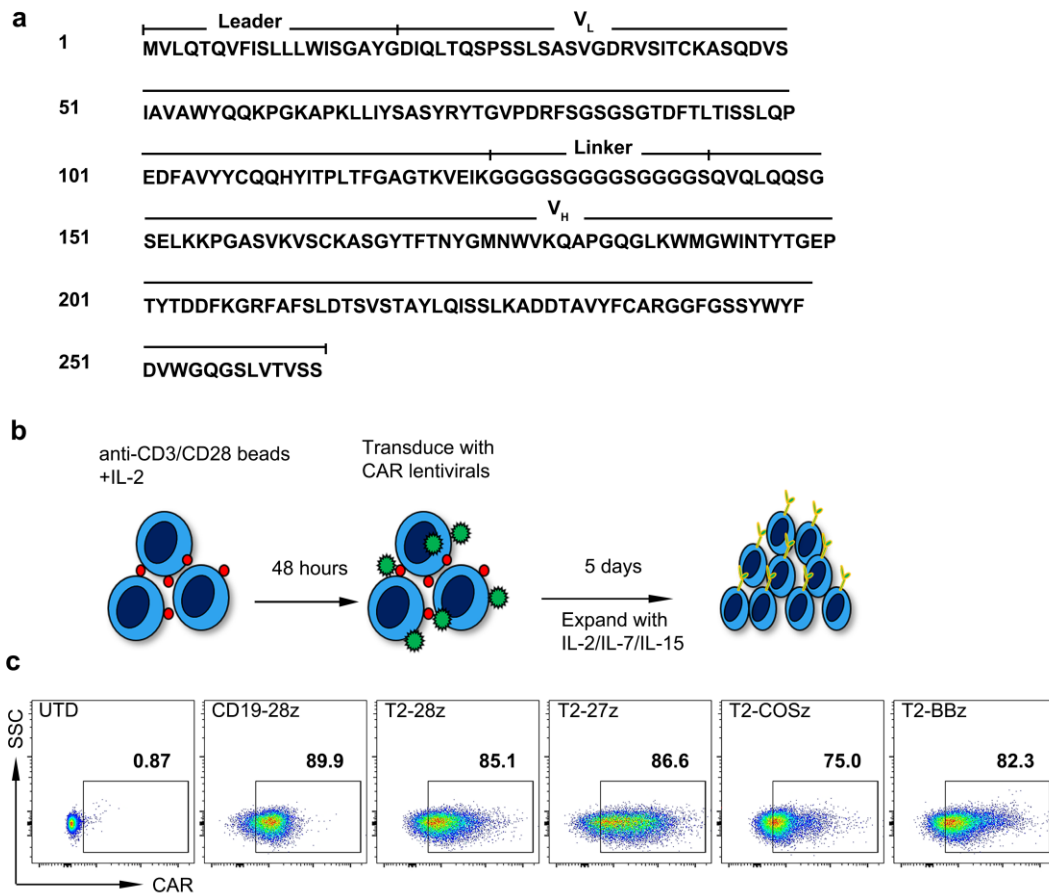 a
Leader V_L
1 MVLQTQVFISLLLWISGAYGDIQLTQSPSSLSASVGDRVSITCKASQDVS
51 IAVAWYQQKPGKAPKLLIYSASYRYTGVPDRFSGSGSGTDFTLTISSLQP
Linker
101 EDFAVYYCQQHYITPLTFGAGTKVEIKGGGGSGGGGSGGGGSQVQLQQSG
V_H
151 SELKKPGASVKVSCKASGYTFTNYGMNWVKQAPGQGLKWMGWINTYTGEP
201 TYTDDFKGRFAFSLDTSVSTAYLQISSLKADDTAVYFCARGGFGSSYWYF
251 DVWGQGSLVTVSS
b
anti-CD3/CD28 beads
+IL-2
Transduce with
CAR lentivirals
48 hours
5 days
Expand with
IL-2/IL-7/IL-15
c
UTD CD19-28z T2-28z T2-27z T2-COSz T2-BBz
0.87 89.9 85.1 86.6 75.0 82.3
SSC
CAR